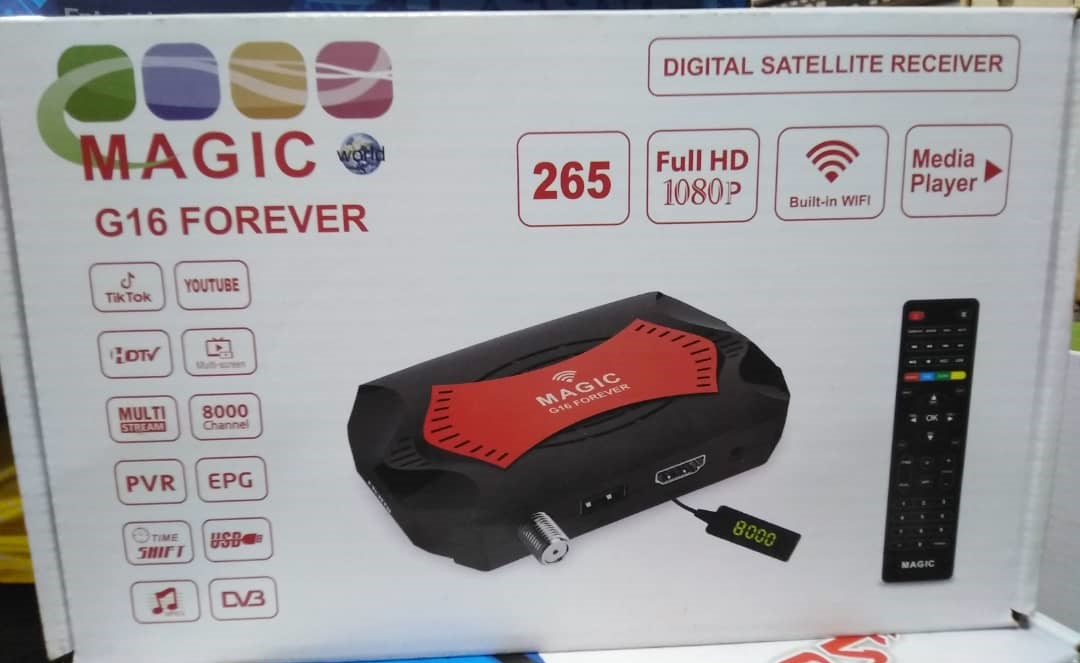 DIGITAL SATELLITE RECEIVER
MAGIC
world
G16 FOREVER
265
Full HD
1080P
Built-in WIFI
Media
Player
TikTok
YOUTUBE
HDTV
Multi-screen
MULTI
STREAM
8000
Channel
PVR
EPG
TIME
SHIFT
USB
DVB
MAGIC
G16 FOREVER
8000
OK
MAGIC